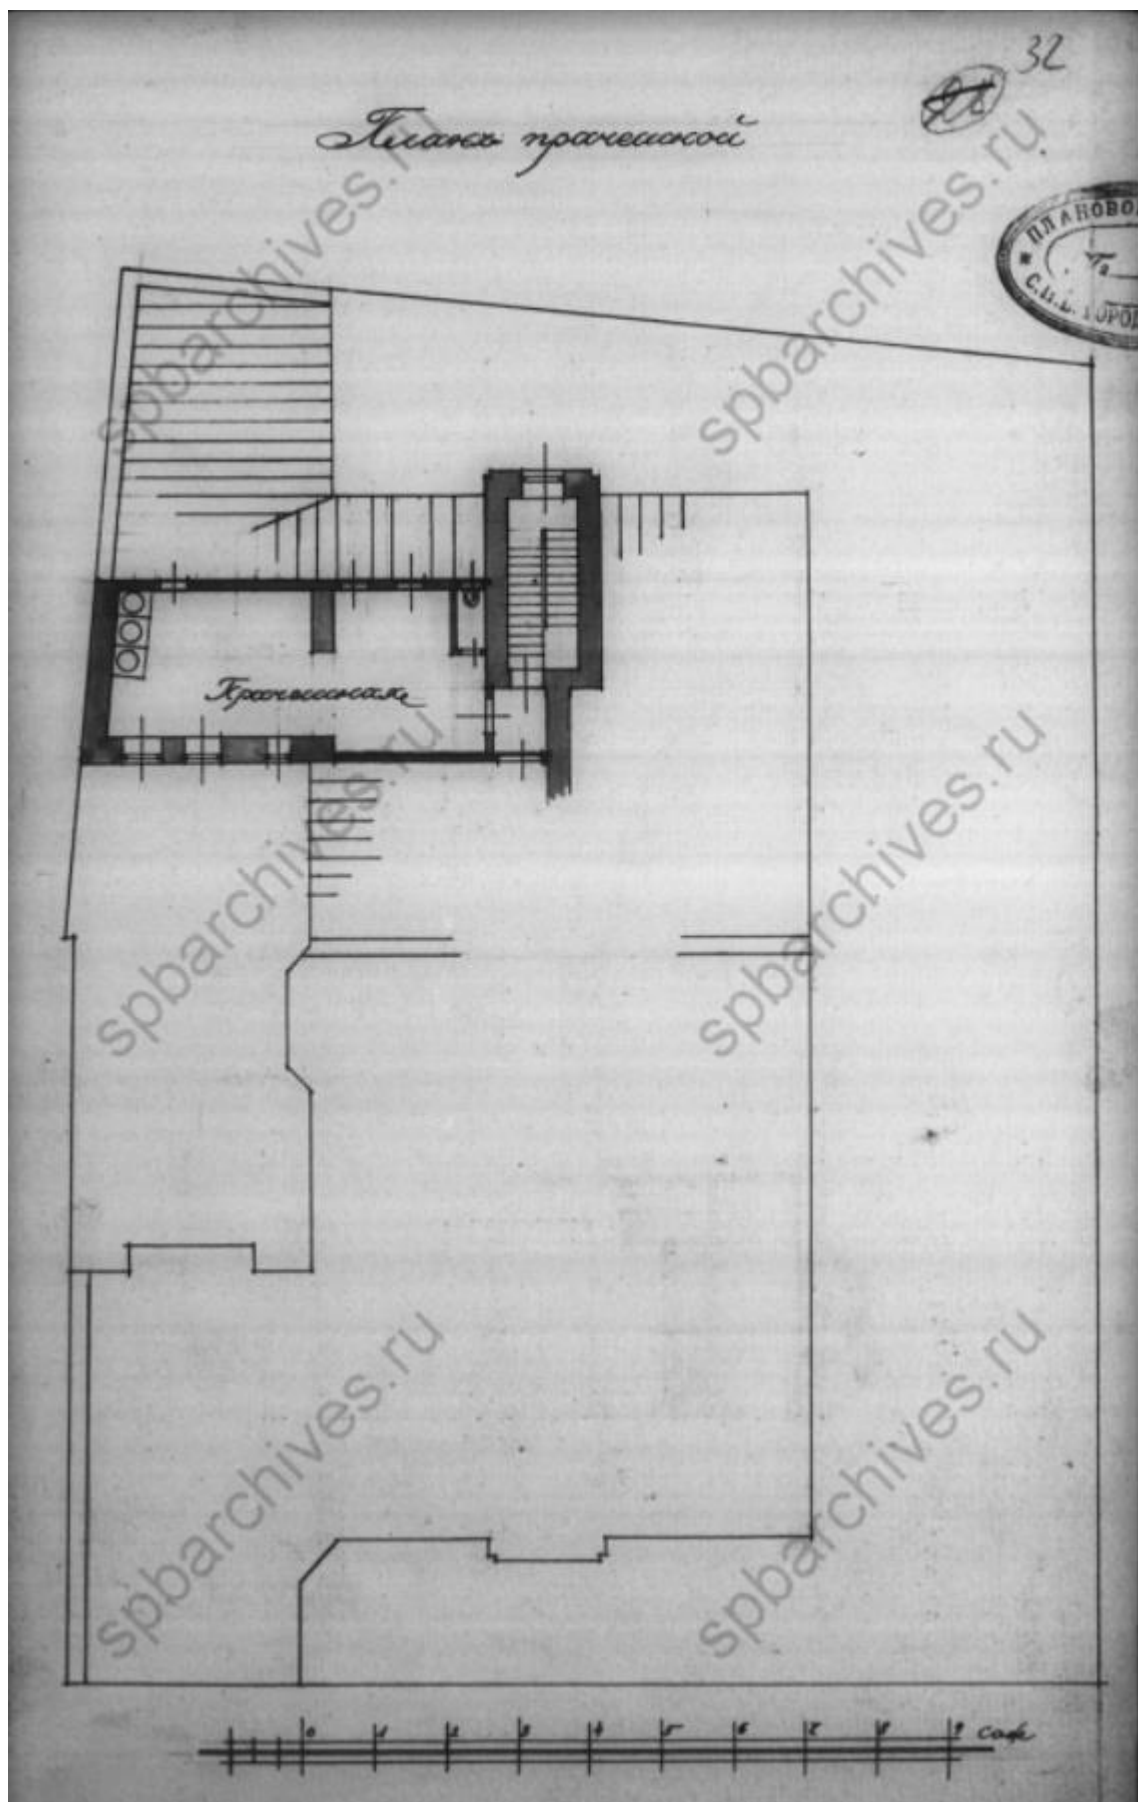 32
Планъ прачешной
ПЛАНОВО
С.П.Б. ГОРОД
Прачешная
0 1 2 3 4 5 6 7 8 9 саж
spbarchives.ru
spbarchives.ru
spbarchives.ru
spbarchives.ru
spbarchives.ru
spbarchives.ru